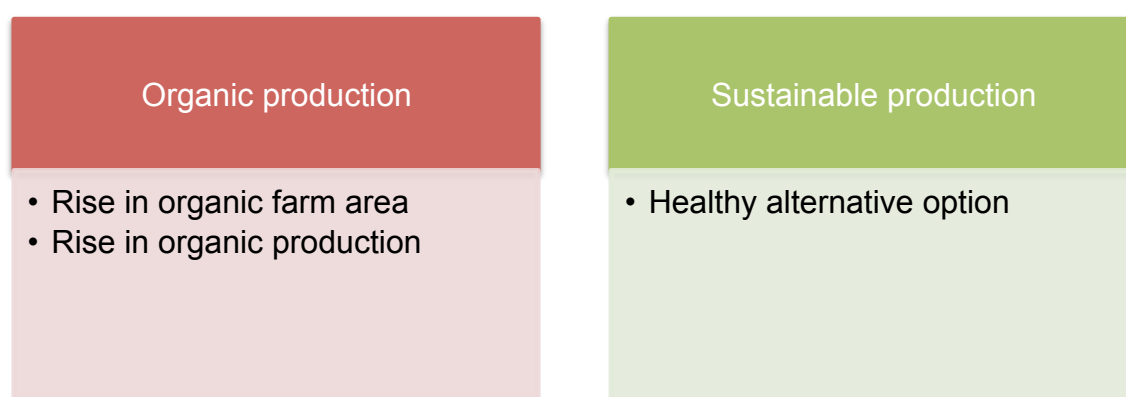 Organic production
• Rise in organic farm area
• Rise in organic production
Sustainable production
• Healthy alternative option